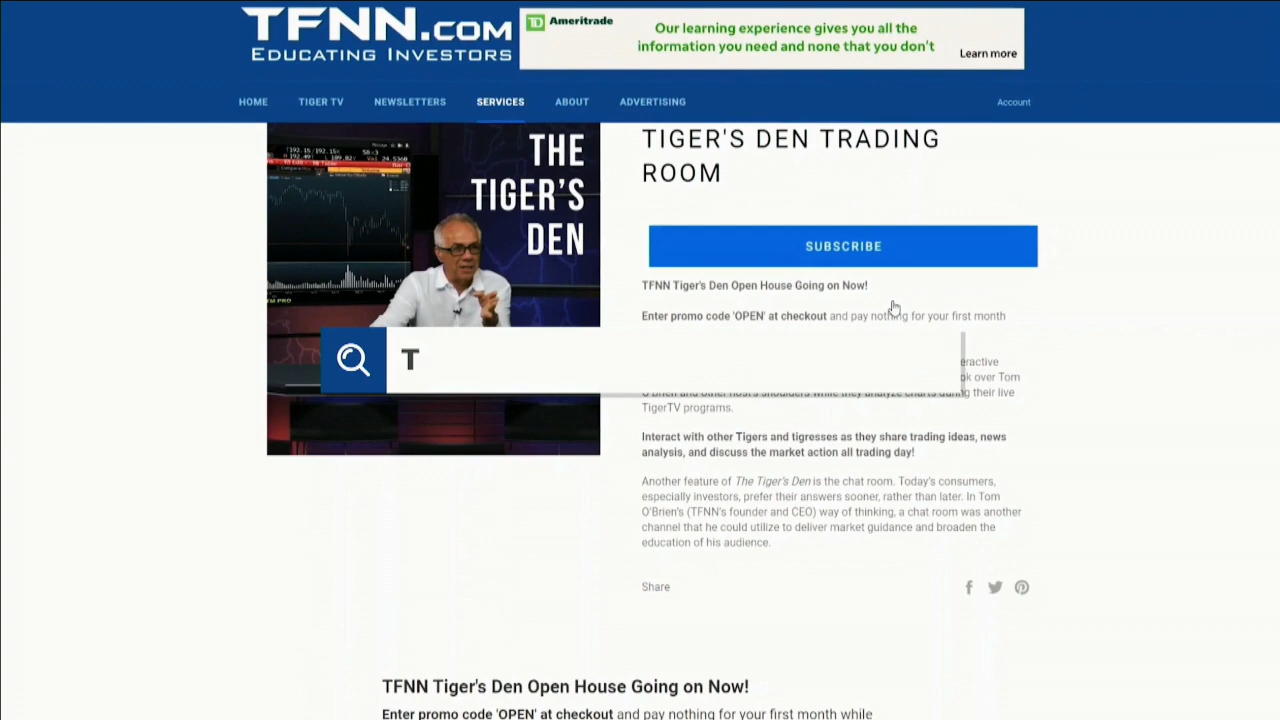 TFNN.COM
EDUCATING INVESTORS
TD Ameritrade
Our learning experience gives you all the
information you need and none that you don't
Learn more
HOME TIGER TV NEWSLETTERS SERVICES ABOUT ADVERTISING Account
THE
TIGER'S
DEN
TIGER'S DEN TRADING
ROOM
SUBSCRIBE
TFNN Tiger's Den Open House Going on Now!
Enter promo code 'OPEN' at checkout and pay nothing for your first month
T
over Tom
their live
TigerTV programs.
Interact with other Tigers and tigresses as they share trading ideas, news
analysis, and discuss the market action all trading day!
Another feature of The Tiger's Den is the chat room. Today's consumers,
especially investors, prefer their answers sooner, rather than later. In Tom
O'Brien's (TFNN's founder and CEO) way of thinking, a chat room was another
channel that he could utilize to deliver market guidance and broaden the
education of his audience.
Share
TFNN Tiger's Den Open House Going on Now!
Enter promo code 'OPEN' at checkout and pay nothing for your first month while